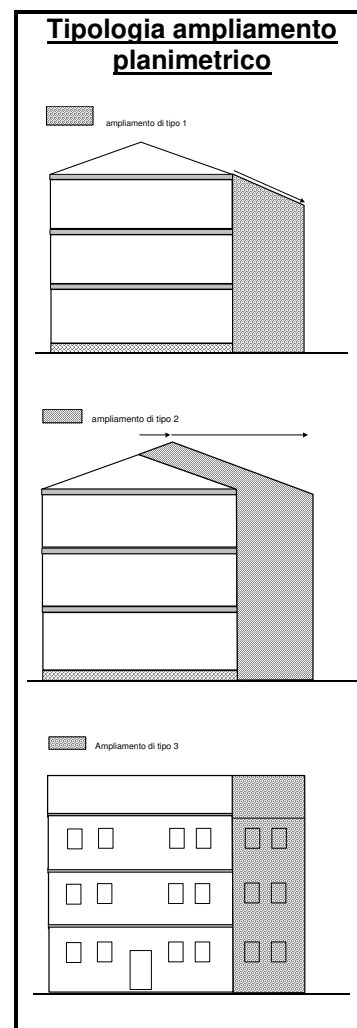 Tipologia ampliamento
planimetrico
ampliamento di tipo 1
ampliamento di tipo 2
Ampliamento di tipo 3